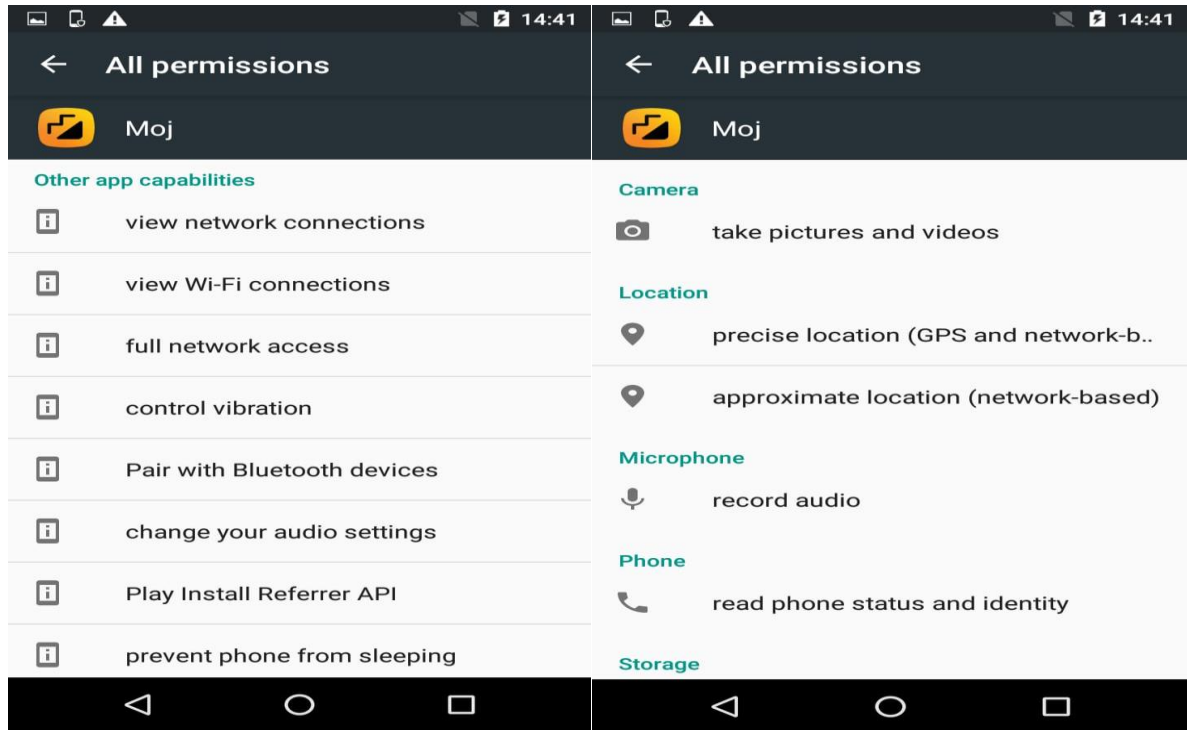 14:41
All permissions
Moj
Other app capabilities
view network connections
view Wi-Fi connections
full network access
control vibration
Pair with Bluetooth devices
change your audio settings
Play Install Referrer API
prevent phone from sleeping
14:41
All permissions
Moj
Camera
take pictures and videos
Location
precise location (GPS and network-b..
approximate location (network-based)
Microphone
record audio
Phone
read phone status and identity
Storage